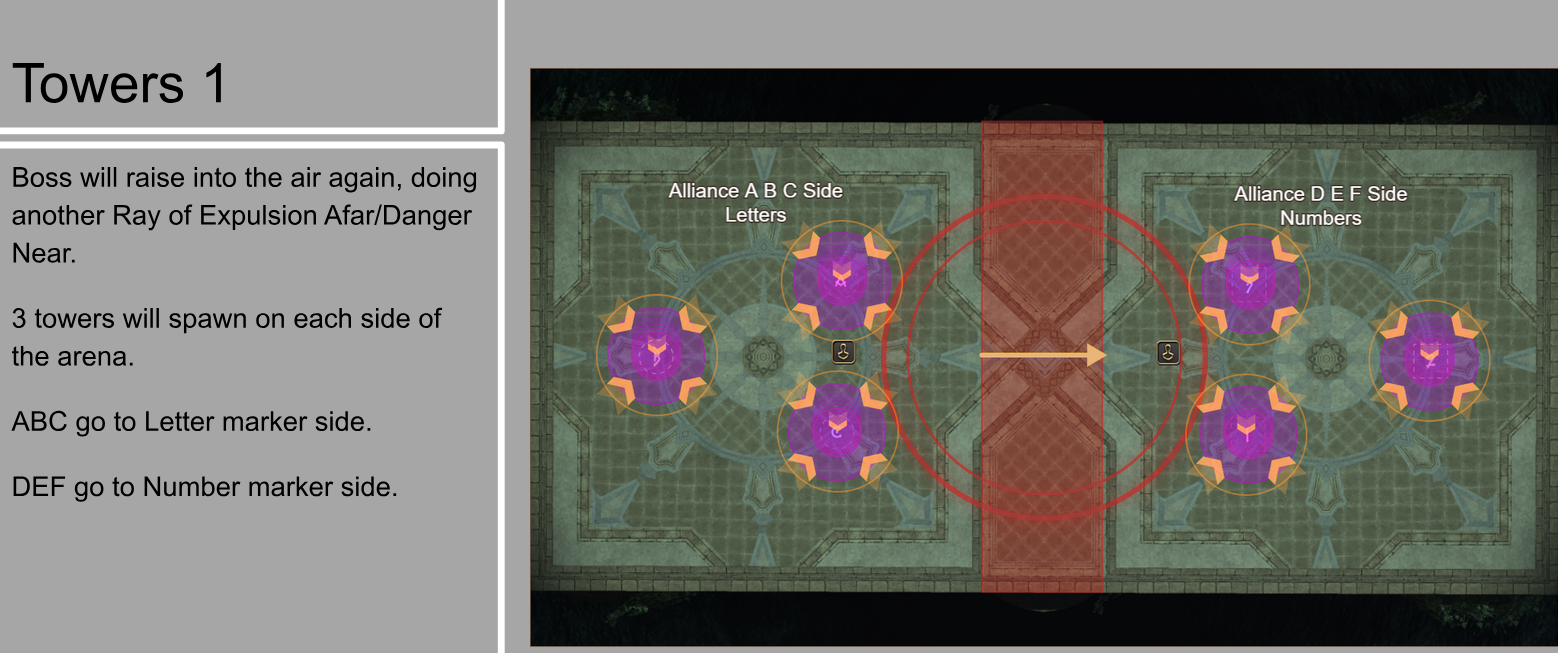 Towers 1
Boss will raise into the air again, doing
another Ray of Expulsion Afar/Danger
Near.
3 towers will spawn on each side of
the arena.
ABC go to Letter marker side.
DEF go to Number marker side.
Alliance A B C Side
Letters
Alliance D E F Side
Numbers